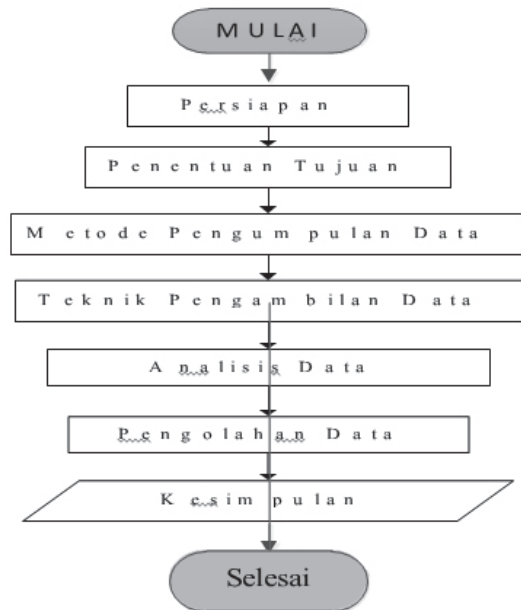 MULAI
Persiapan
Penentuan Tujuan
Metode Pengumpulan Data
Teknik Pengambilan Data
Analisis Data
Pengolahan Data
Kesimpulan
Selesai